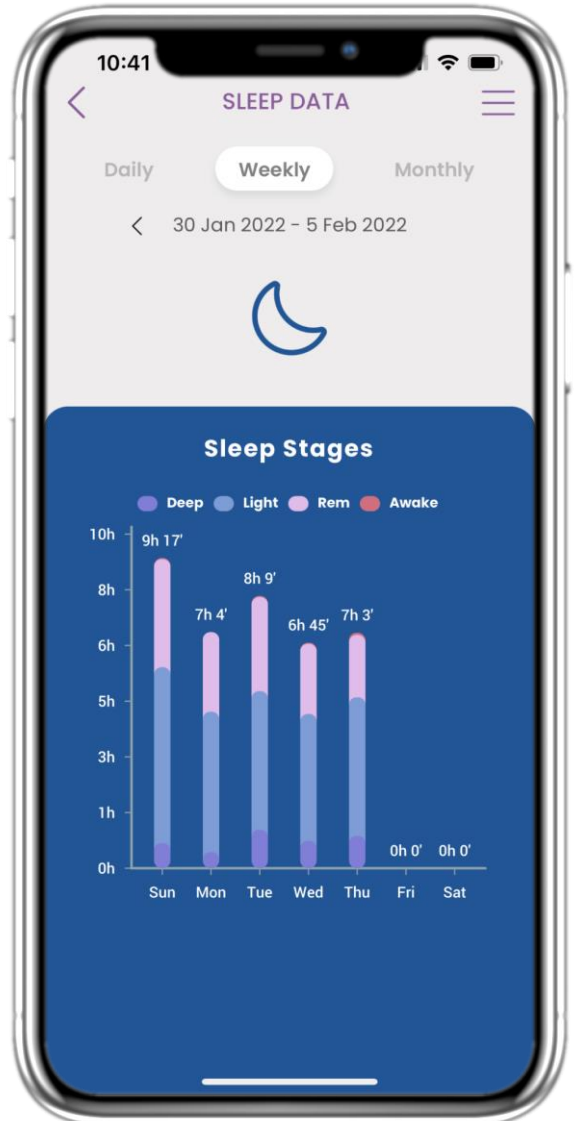 10:41
SLEEP DATA
Daily Weekly Monthly
30 Jan 2022 - 5 Feb 2022
Sleep Stages
Deep Light Rem Awake
10h
9h 17'
8h
8h 9'
7h 4'
6h 45'
7h 3'
6h
5h
3h
1h
0h 0' 0h 0'
0h
Sun Mon Tue Wed Thu Fri Sat